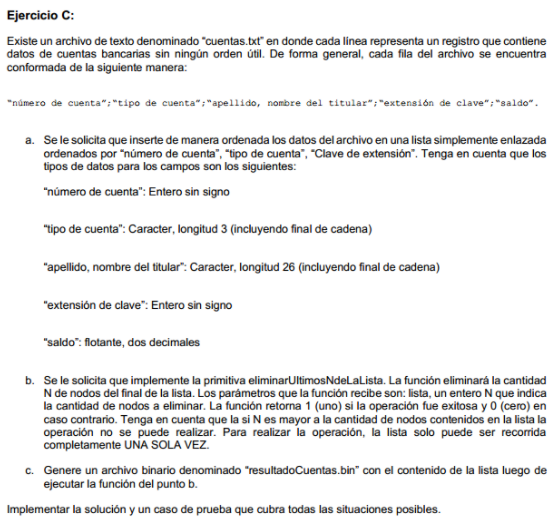 Ejercicio C:
Existe un archivo de texto denominado “cuentas.txt” en donde cada línea representa un registro que contiene
datos de cuentas bancarias sin ningún orden útil. De forma general, cada fila del archivo se encuentra
conformada de la siguiente manera:
“número de cuenta”;“tipo de cuenta”;“apellido, nombre del titular”;“extensión de clave”;“saldo”.
a. Se le solicita que inserte de manera ordenada los datos del archivo en una lista simplemente enlazada
ordenados por “número de cuenta”, “tipo de cuenta”, “Clave de extensión”. Tenga en cuenta que los
tipos de datos para los campos son los siguientes:
“número de cuenta”: Entero sin signo
“tipo de cuenta”: Caracter, longitud 3 (incluyendo final de cadena)
“apellido, nombre del titular”: Caracter, longitud 26 (incluyendo final de cadena)
“extensión de clave”: Entero sin signo
“saldo”: flotante, dos decimales
b. Se le solicita que implemente la primitiva eliminarUltimosNdeLaLista. La función eliminará la cantidad
N de nodos del final de la lista. Los parámetros que la función recibe son: lista, un entero N que indica
la cantidad de nodos a eliminar. La función retorna 1 (uno) si la operación fue exitosa y 0 (cero) en
caso contrario. Tenga en cuenta que la si N es mayor a la cantidad de nodos contenidos en la lista la
operación no se puede realizar. Para realizar la operación, la lista solo puede ser recorrida
completamente UNA SOLA VEZ.
c. Genere un archivo binario denominado “resultadoCuentas.bin” con el contenido de la lista luego de
ejecutar la función del punto b.
Implementar la solución y un caso de prueba que cubra todas las situaciones posibles.